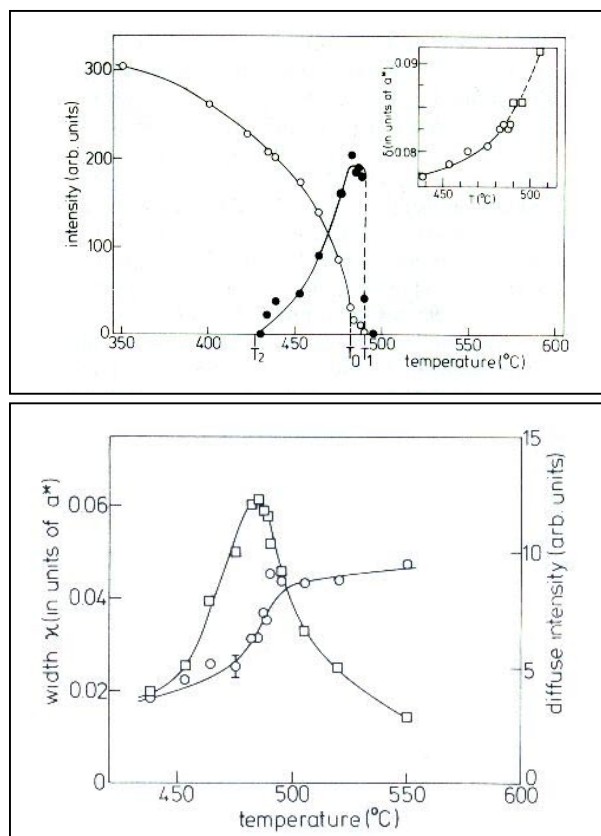 300
200
100
0
intensity (arb. units)
350
400
450
500
550
600
T₂
T₀
T₁
temperature (°C)
0.09
0.08
δ (in units of a*)
450
500
T (°C)
0.06
0.04
0.02
0
width ϰ (in units of a*)
15
10
5
0
diffuse intensity (arb. units)
450
500
550
600
temperature (°C)